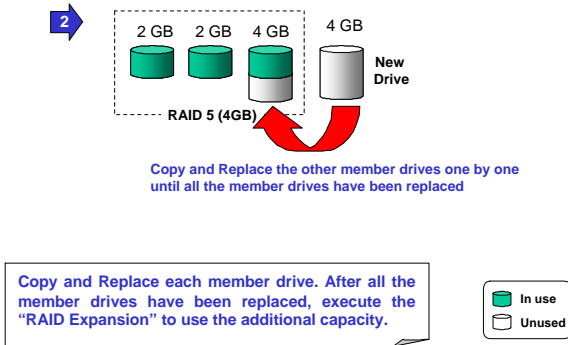 2
2 GB 2 GB 4 GB 4 GB
New
Drive
RAID 5 (4GB)
Copy and Replace the other member drives one by one
until all the member drives have been replaced
Copy and Replace each member drive. After all the
member drives have been replaced, execute the
“RAID Expansion” to use the additional capacity.
In use
Unused